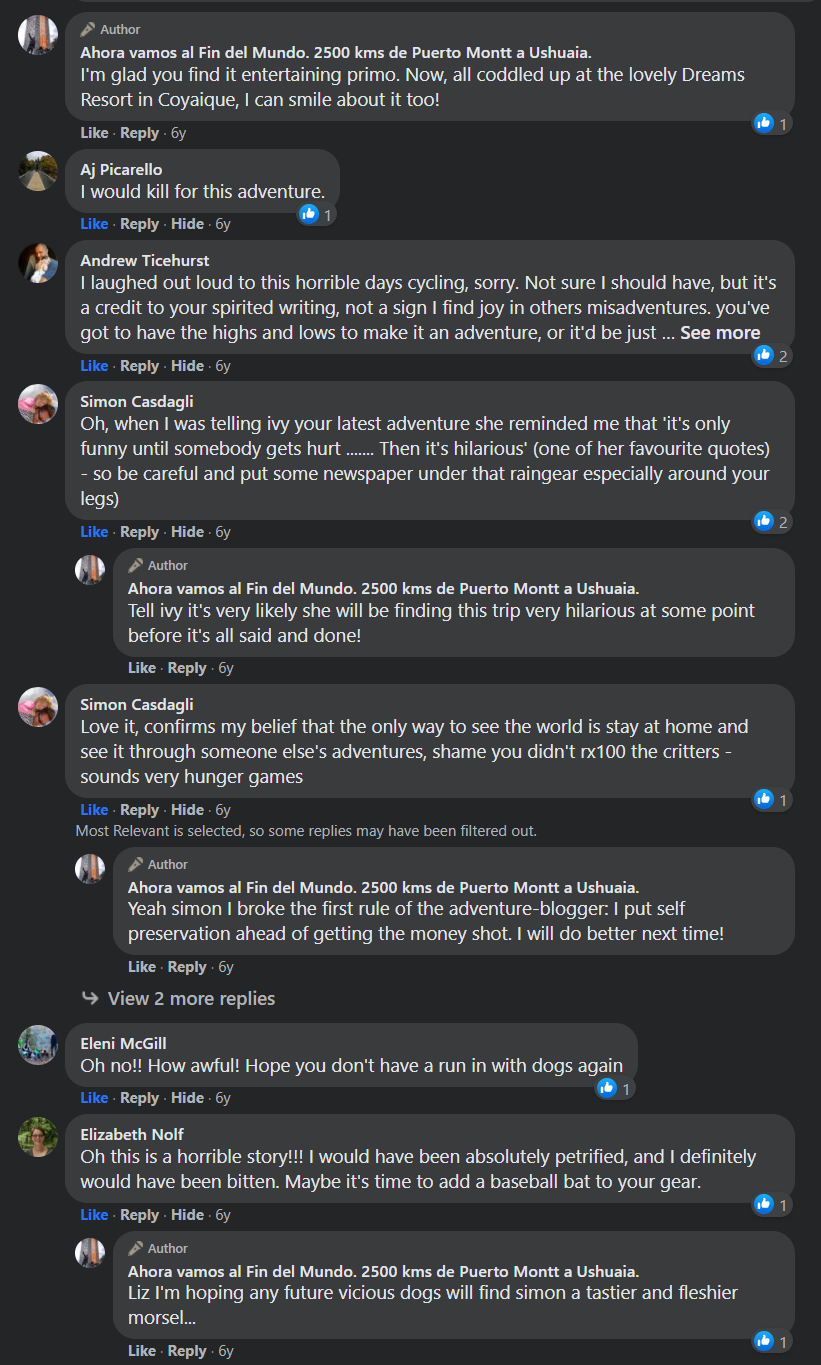 Author
Ahora vamos al Fin del Mundo. 2500 kms de Puerto Montt a Ushuaia.
I'm glad you find it entertaining primo. Now, all coddled up at the lovely Dreams
Resort in Coyaique, I can smile about it too!
Like · Reply · 6y
1
Aj Picarello
I would kill for this adventure.
Like · Reply · Hide · 6y
1
Andrew Ticehurst
I laughed out loud to this horrible days cycling, sorry. Not sure I should have, but it's
a credit to your spirited writing, not a sign I find joy in others misadventures. you've
got to have the highs and lows to make it an adventure, or it'd be just ... See more
Like · Reply · Hide · 6y
2
Simon Casdagli
Oh, when I was telling ivy your latest adventure she reminded me that 'it's only
funny until somebody gets hurt ....... Then it's hilarious' (one of her favourite quotes)
- so be careful and put some newspaper under that raingear especially around your
legs)
Like · Reply · Hide · 6y
2
Author
Ahora vamos al Fin del Mundo. 2500 kms de Puerto Montt a Ushuaia.
Tell ivy it's very likely she will be finding this trip very hilarious at some point
before it's all said and done!
Like · Reply · 6y
Simon Casdagli
Love it, confirms my belief that the only way to see the world is stay at home and
see it through someone else's adventures, shame you didn't rx100 the critters -
sounds very hunger games
Like · Reply · Hide · 6y
1
Most Relevant is selected, so some replies may have been filtered out.
Author
Ahora vamos al Fin del Mundo. 2500 kms de Puerto Montt a Ushuaia.
Yeah simon I broke the first rule of the adventure-blogger: I put self
preservation ahead of getting the money shot. I will do better next time!
Like · Reply · 6y
View 2 more replies
Eleni McGill
Oh no!! How awful! Hope you don't have a run in with dogs again
Like · Reply · Hide · 6y
1
Elizabeth Nolf
Oh this is a horrible story!!! I would have been absolutely petrified, and I definitely
would have been bitten. Maybe it's time to add a baseball bat to your gear.
Like · Reply · Hide · 6y
1
Author
Ahora vamos al Fin del Mundo. 2500 kms de Puerto Montt a Ushuaia.
Liz I'm hoping any future vicious dogs will find simon a tastier and fleshier
morsel...
Like · Reply · 6y
1